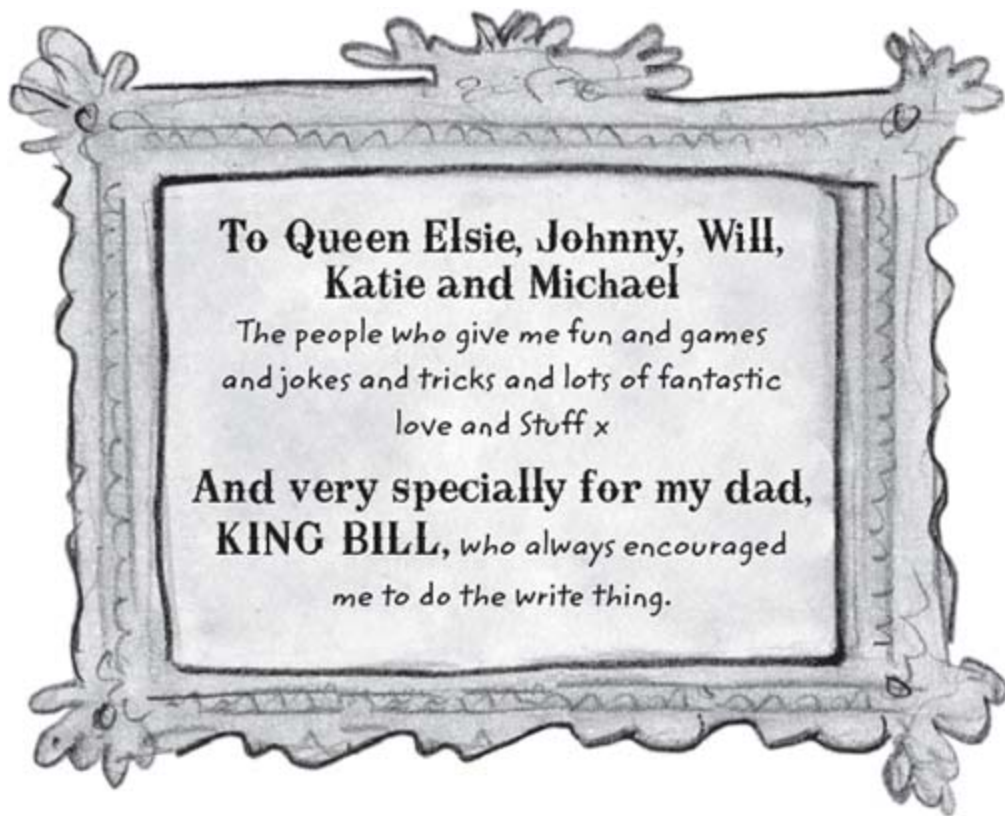 To Queen Elsie, Johnny, Will,
Katie and Michael
The people who give me fun and games
and jokes and tricks and lots of fantastic
love and Stuff x
And very specially for my dad,
KING BILL, who always encouraged
me to do the write thing.